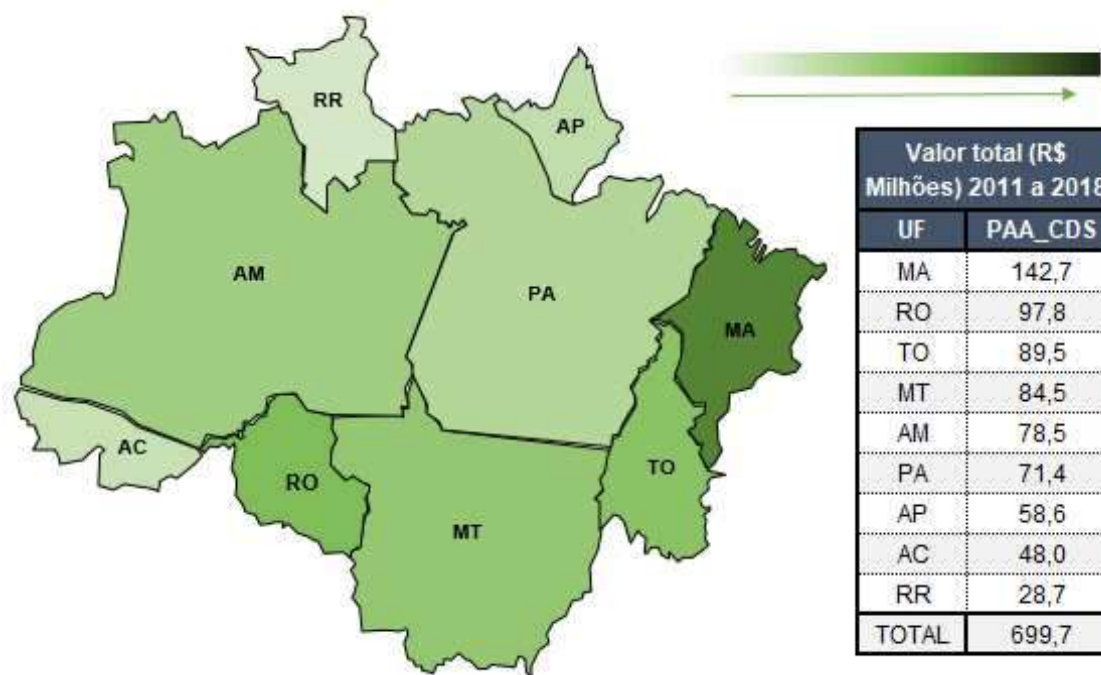 RR
AP
AM
PA
MA
AC
RO
MT
TO
Valor total (R$
Milhões) 2011 a 2018
UF PAA_CDS
MA 142,7
RO 97,8
TO 89,5
MT 84,5
AM 78,5
PA 71,4
AP 58,6
AC 48,0
RR 28,7
TOTAL 699,7